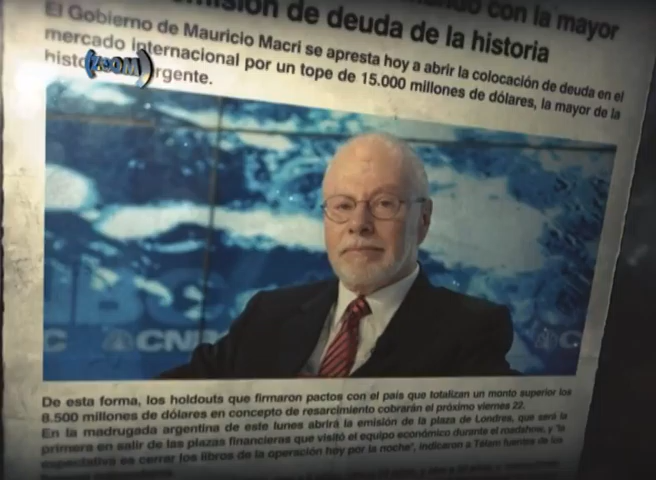 emisión de deuda de la historia
con la mayor
El Gobierno de Mauricio Macri se apresta hoy a abrir la colocación de deuda en el
mercado internacional por un tope de 15.000 millones de dólares, la mayor de la
rgente.
(ZOOM)
NBC
C CNBC C
De esta forma, los holdouts que firmaron pactos con el país que totalizan un monto superior los
8.500 millones de dólares en concepto de resarcimiento cobrarán el próximo viernes 22.
En la madrugada argentina de este lunes abrirá la emisión de la plaza de Londres, que será la
primera en salir de las plazas financieras que visitó el equipo económico durante el roadshow, y "la
expectativa es cerrar los libros de la operación hoy por la noche", indicaron a Télam fuentes de los